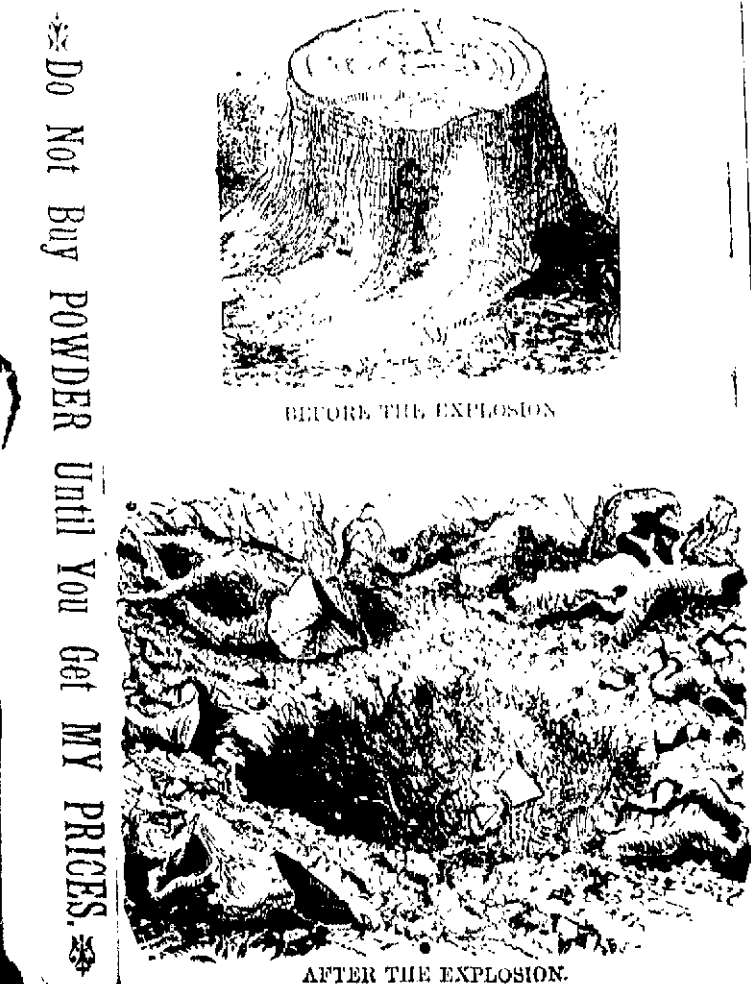 Do Not Buy POWDER Until You Get MY PRICES.
BEFORE THE EXPLOSION
AFTER THE EXPLOSION.